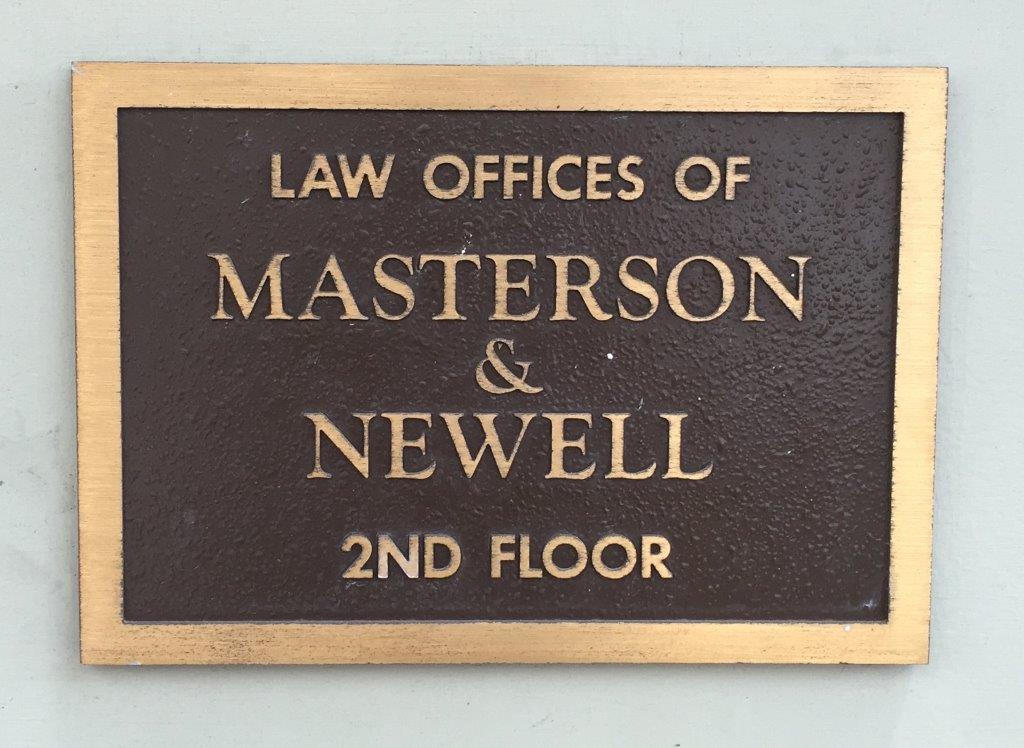 LAW OFFICES OF
MASTERSON
&
NEWELL
2ND FLOOR